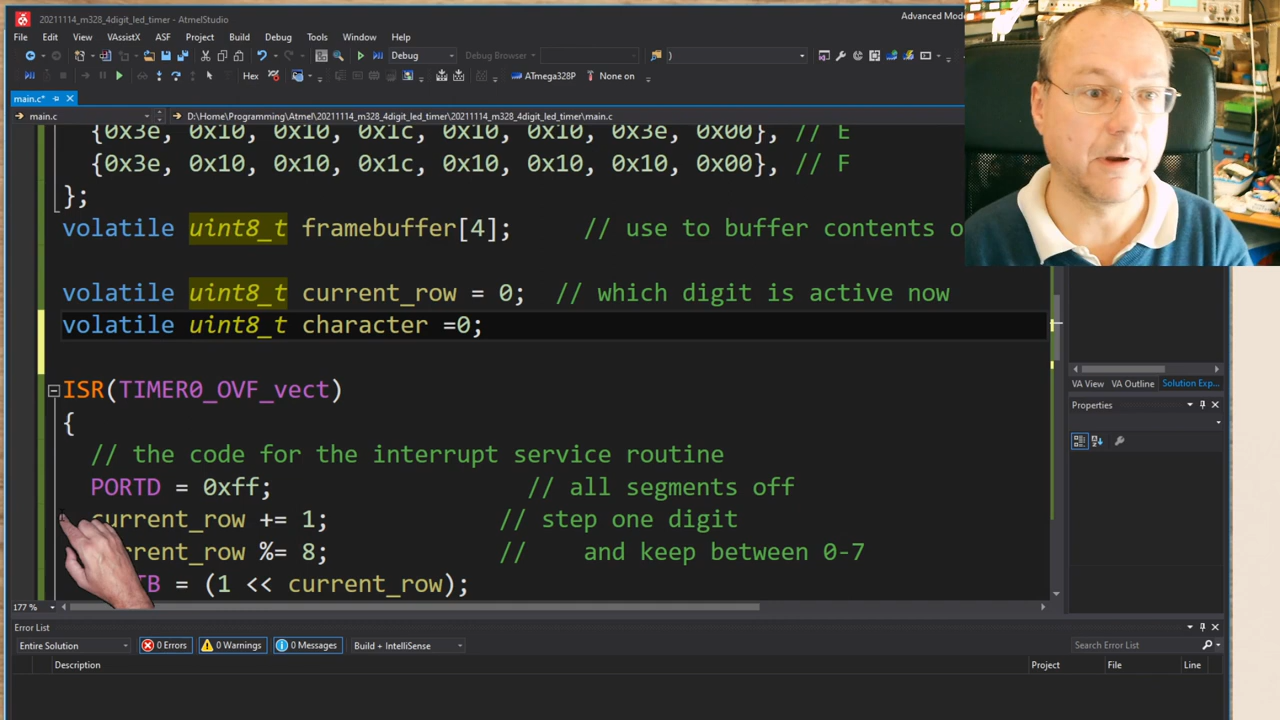 20211114_m328_4digit_led_timer - AtmelStudio
Advanced Mod
File Edit View VAssistX ASF Project Build Debug Tools Window Help
Debug Debug Browser )
Hex ATmega328P None on
main.c*
main.c D:\Home\Programming\Atmel\20211114_m328_4digit_led_timer\20211114_m328_4digit_led_timer\main.c
{0x3e, 0x10, 0x10, 0x1c, 0x10, 0x10, 0x3e, 0x00}, // E
{0x3e, 0x10, 0x10, 0x1c, 0x10, 0x10, 0x10, 0x00}, // F
};
volatile uint8_t framebuffer[4]; // use to buffer contents o
volatile uint8_t current_row = 0; // which digit is active now
volatile uint8_t character =0;
ISR(TIMER0_OVF_vect)
{
// the code for the interrupt service routine
PORTD = 0xff; // all segments off
current_row += 1; // step one digit
rent_row %= 8; // and keep between 0-7
TB = (1 << current_row);
177 %
VA View VA Outline Solution Exp...
Properties
Error List
Entire Solution 0 Errors 0 Warnings 0 Messages Build + IntelliSense Search Error List
Description Project File Line